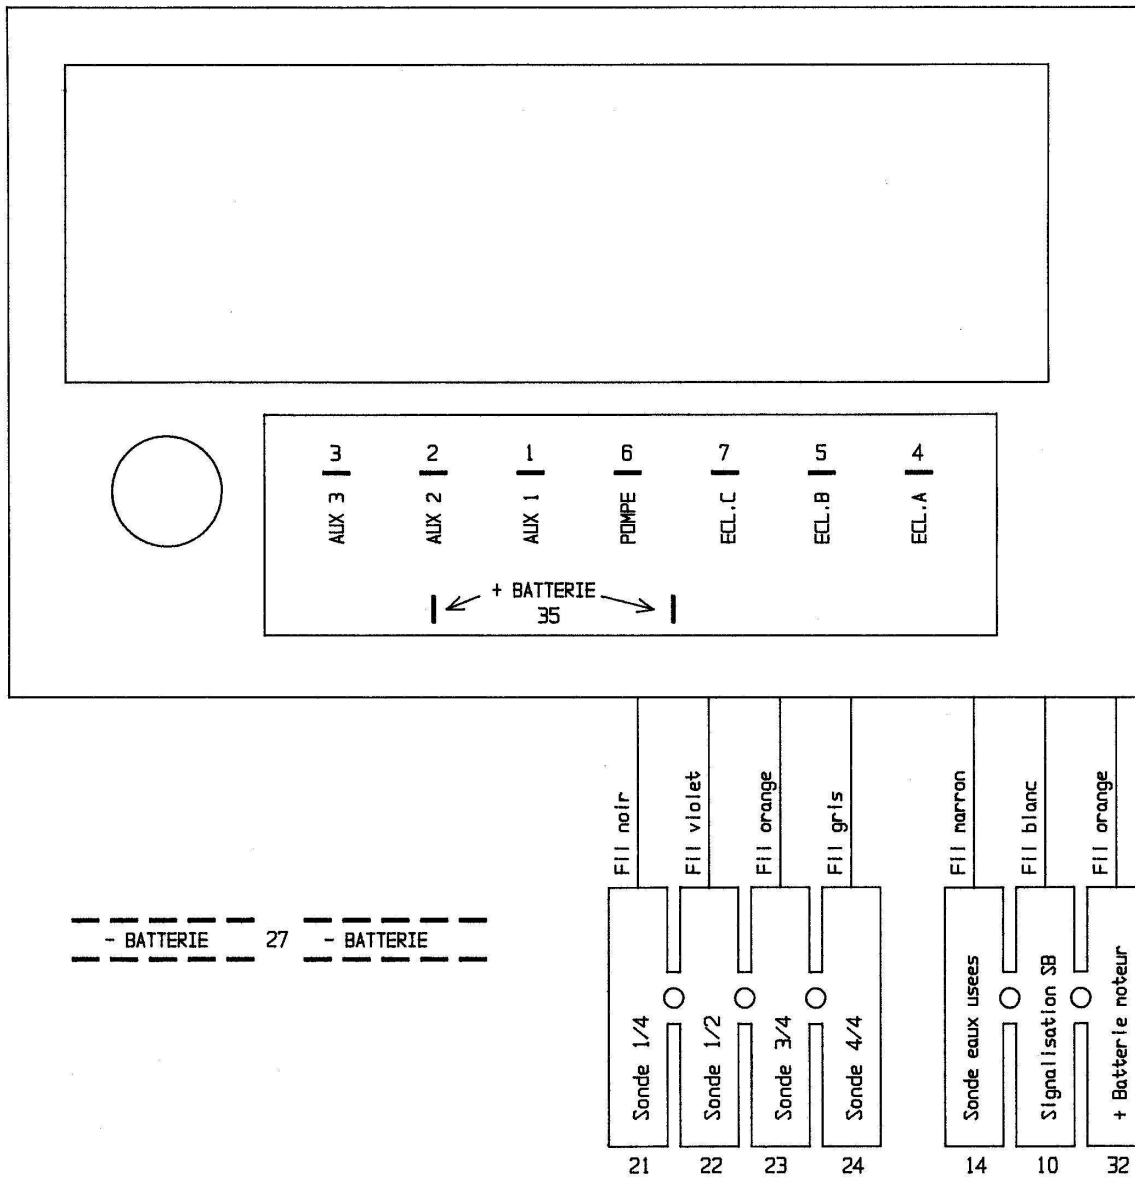 3 2 1 6 7 5 4
AUX 3 AUX 2 AUX 1 POMPE ECL.C ECL.B ECL.A
+ BATTERIE
35
Fil noir
Fil violet
Fil orange
Fil gris
Fil marron
Fil blanc
Fil orange
- BATTERIE 27 - BATTERIE
Sonde 1/4
Sonde 1/2
Sonde 3/4
Sonde 4/4
Sonde eaux usees
Signalisation SB
+ Batterie moteur
21 22 23 24 14 10 32